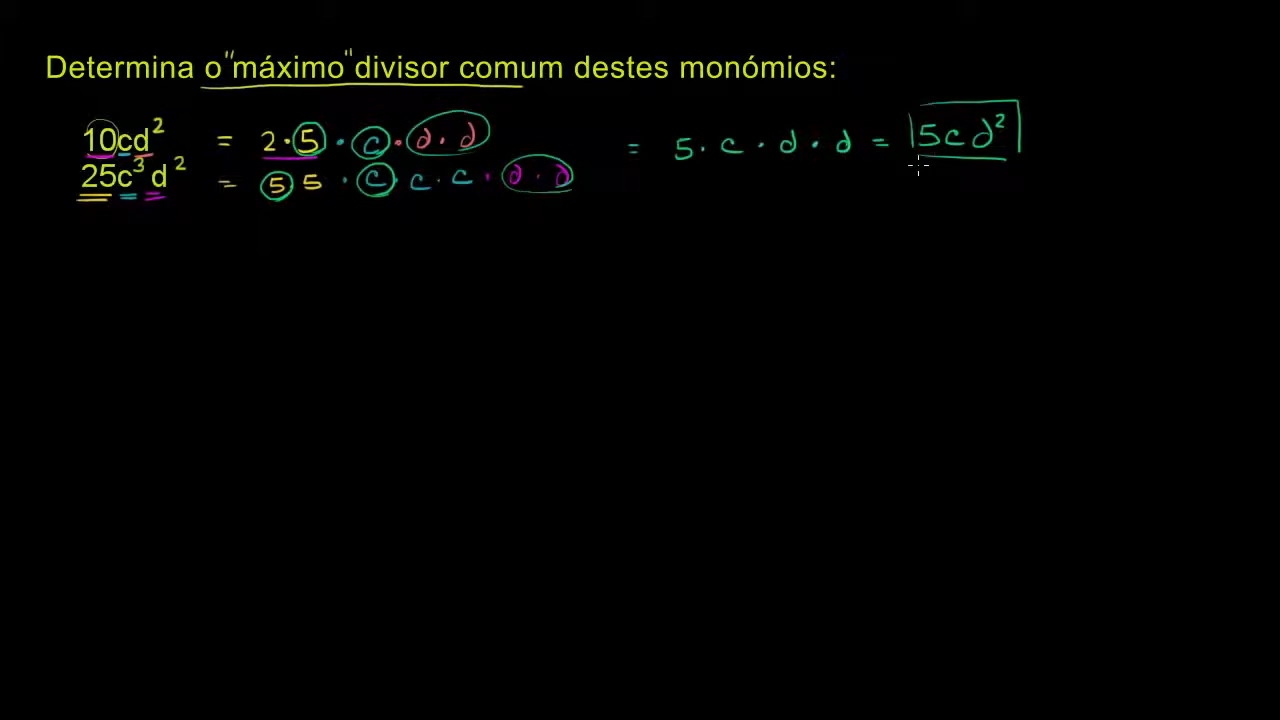 Determina o "máximo" divisor comum destes monómios:
10cd² = 2 · 5 · c · d · d = 5 · c · d · d = 5cd²
25c³d² = 5 5 · c · c · c · d · d